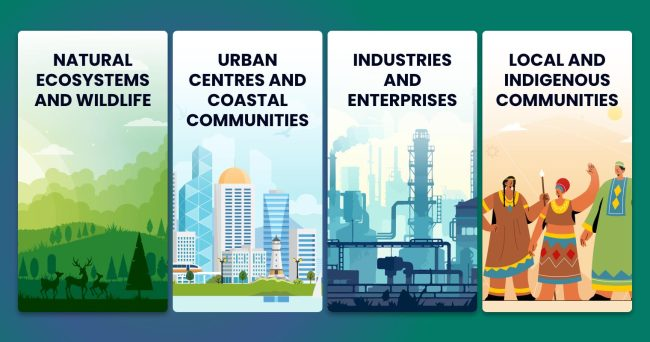 NATURAL
ECOSYSTEMS
AND WILDLIFE
URBAN
CENTRES AND
COASTAL
COMMUNITIES
INDUSTRIES
AND
ENTERPRISES
LOCAL AND
INDIGENOUS
COMMUNITIES